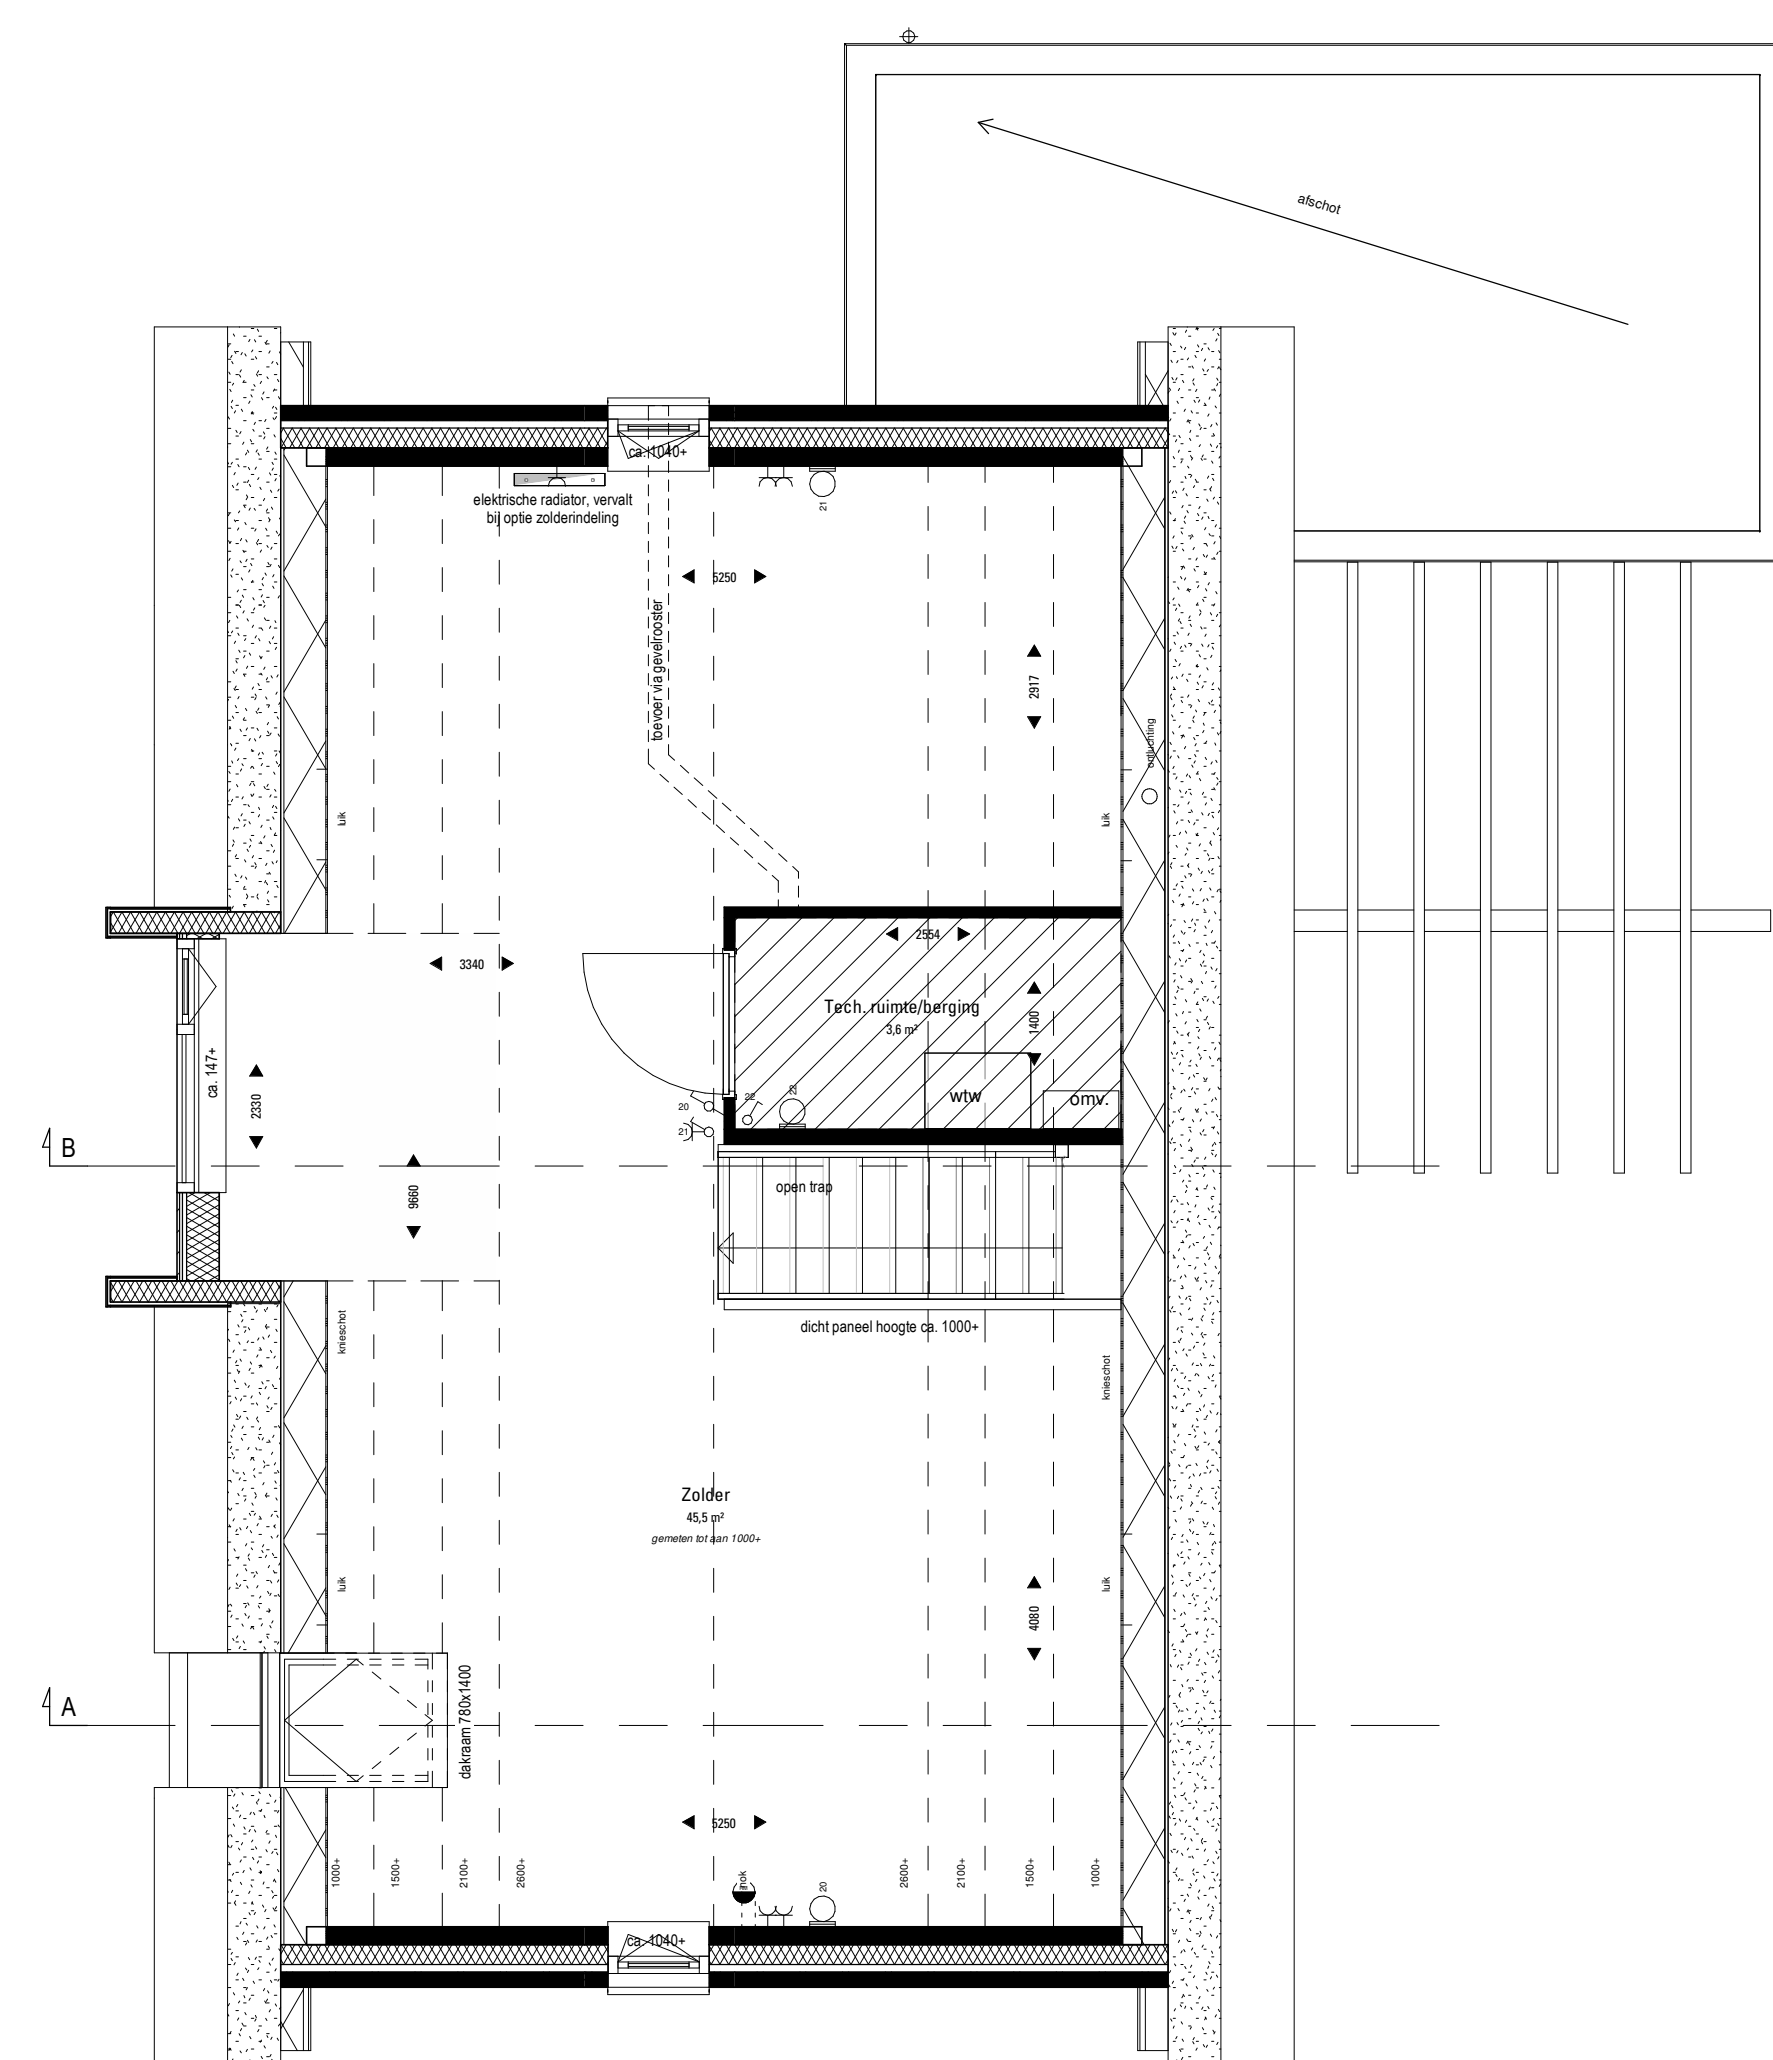 afschot
ca. 1040+
elektrische radiator, vervalt
bij optie zolderindeling
21
5250
toevoer via gevelrooster
2917
ontluchting
luik
luik
2554
3340
Tech. ruimte/berging
3,6 m²
1400
ca. 147+
2330
wtw
omv.
22
22
20
21
B
9660
open trap
dicht paneel hoogte ca. 1000+
knieschot
knieschot
Zolder
45,5 m²
gemeten tot aan 1000+
luik
luik
4080
A
dakraam 780x1400
5250
1000+
1500+
2100+
2600+
2600+
2100+
1500+
1000+
20
ca. 1040+